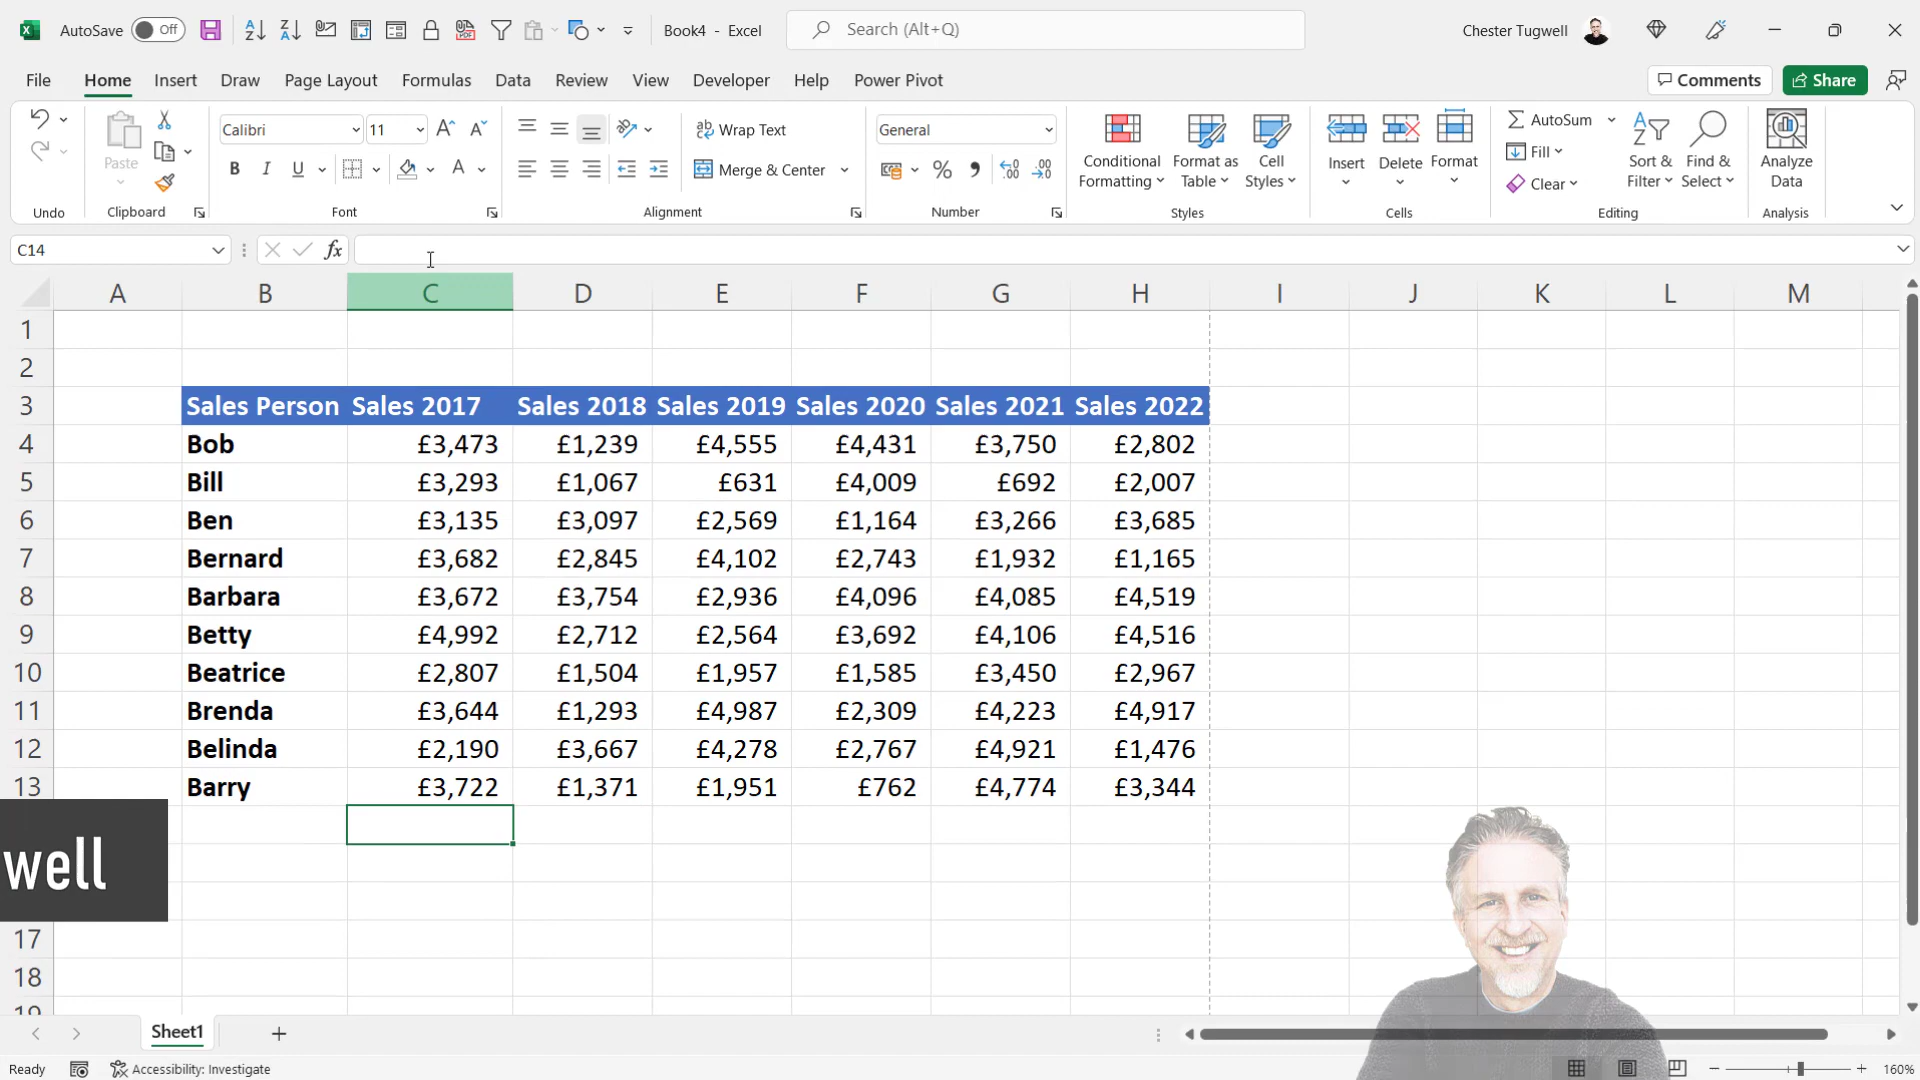 AutoSave Off Book4 - Excel Search (Alt+Q) Chester Tugwell
File Home Insert Draw Page Layout Formulas Data Review View Developer Help Power Pivot Comments Share
Calibri 11 Wrap Text General AutoSum
Paste Conditional Formatting Format as Table Cell Styles Insert Delete Format Fill Sort & Filter Find & Select Analyze Data
B I U Merge & Center % Clear
Undo Clipboard Font Alignment Number Styles Cells Editing Analysis
C14 fx
A B C D E F G H I J K L M
1
2
3 Sales Person Sales 2017 Sales 2018 Sales 2019 Sales 2020 Sales 2021 Sales 2022
4 Bob £3,473 £1,239 £4,555 £4,431 £3,750 £2,802
5 Bill £3,293 £1,067 £631 £4,009 £692 £2,007
6 Ben £3,135 £3,097 £2,569 £1,164 £3,266 £3,685
7 Bernard £3,682 £2,845 £4,102 £2,743 £1,932 £1,165
8 Barbara £3,672 £3,754 £2,936 £4,096 £4,085 £4,519
9 Betty £4,992 £2,712 £2,564 £3,692 £4,106 £4,516
10 Beatrice £2,807 £1,504 £1,957 £1,585 £3,450 £2,967
11 Brenda £3,644 £1,293 £4,987 £2,309 £4,223 £4,917
12 Belinda £2,190 £3,667 £4,278 £2,767 £4,921 £1,476
13 Barry £3,722 £1,371 £1,951 £762 £4,774 £3,344
well
17
18
19
Sheet1
Ready Accessibility: Investigate 160%